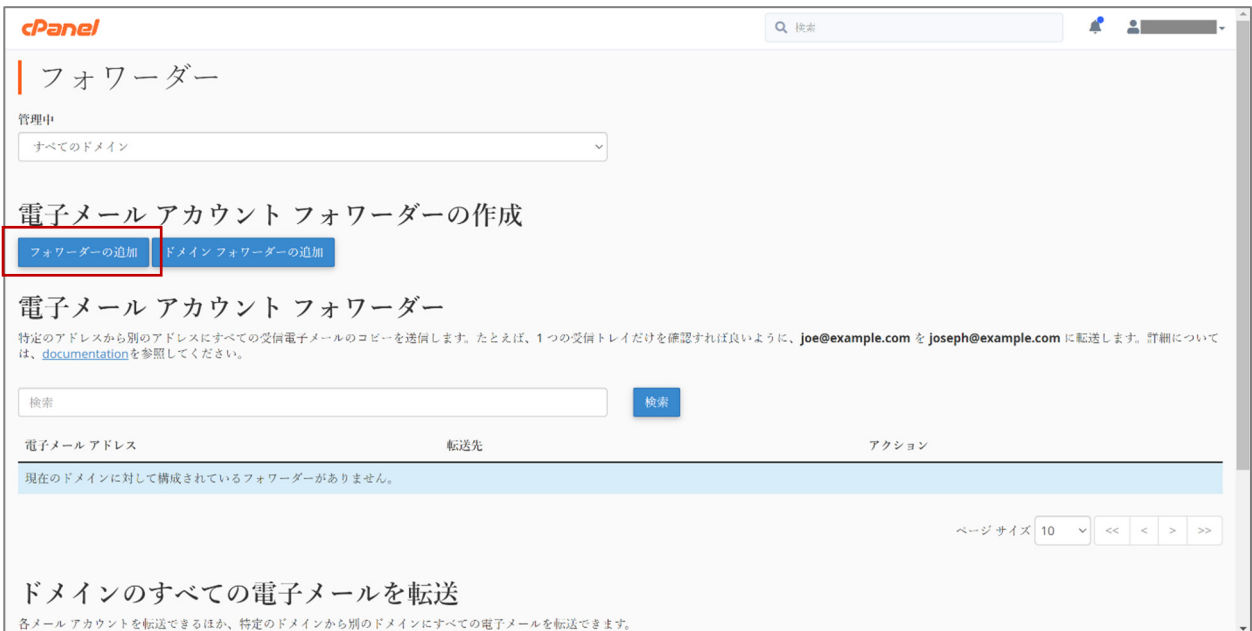 cPanel
検索
フォワーダー
管理中
すべてのドメイン
電子メール アカウント フォワーダーの作成
フォワーダーの追加 ドメイン フォワーダーの追加
電子メール アカウント フォワーダー
特定のアドレスから別のアドレスにすべての受信電子メールのコピーを送信します。たとえば、1 つの受信トレイだけを確認すれば良いように、joe@example.com を joseph@example.com に転送します。詳細について
は、documentationを参照してください。
検索 検索
電子メール アドレス 転送先 アクション
現在のドメインに対して構成されているフォワーダーがありません。
ページ サイズ 10 << < > >>
ドメインのすべての電子メールを転送
各メール アカウントを転送できるほか、特定のドメインから別のドメインにすべての電子メールを転送できます。